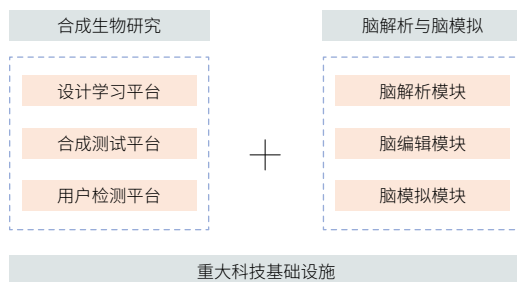 合成生物研究
设计学习平台
合成测试平台
用户检测平台
+
脑解析与脑模拟
脑解析模块
脑编辑模块
脑模拟模块
重大科技基础设施